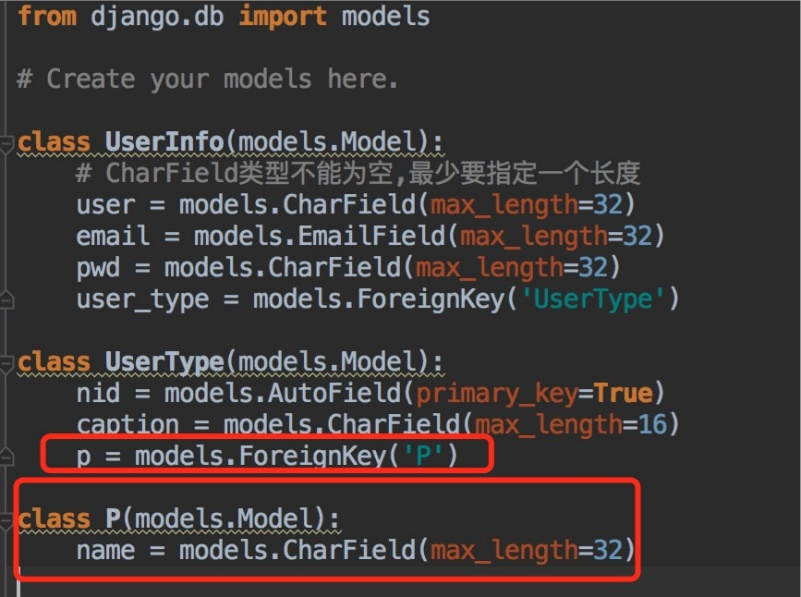 from django.db import models
# Create your models here.
class UserInfo(models.Model):
# CharField类型不能为空,最少要指定一个长度
user = models.CharField(max_length=32)
email = models.EmailField(max_length=32)
pwd = models.CharField(max_length=32)
user_type = models.ForeignKey('UserType')
class UserType(models.Model):
nid = models.AutoField(primary_key=True)
caption = models.CharField(max_length=16)
p = models.ForeignKey('P')
class P(models.Model):
name = models.CharField(max_length=32)